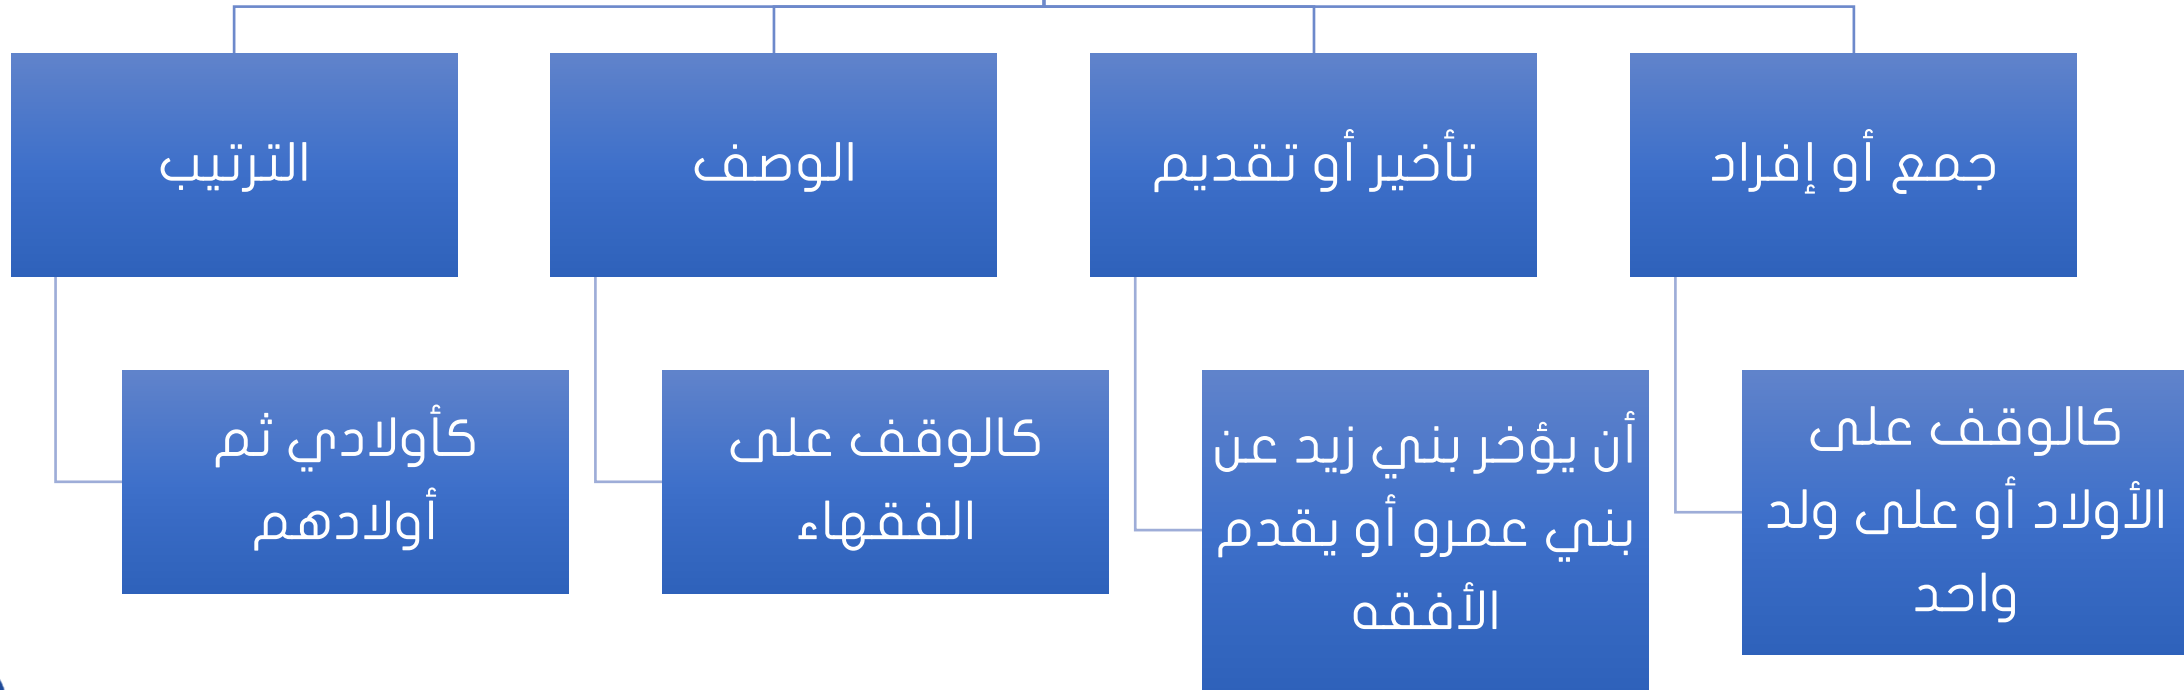 جمع أو إفراد
تأخير أو تقديم
الوصف
الترتيب
كالوقف على
الأولاد أو على ولد
واحد
أن يؤخر بني زيد عن
بني عمرو أو يقدم
الأفقه
كالوقف على
الفقهاء
كأولادي ثم
أولادهم